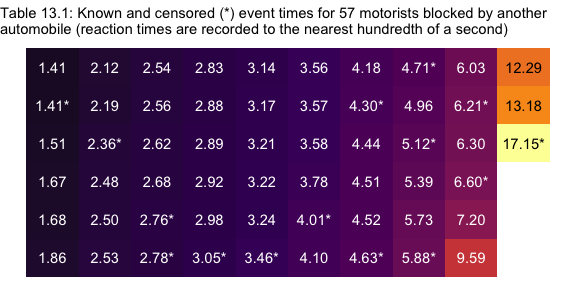 Table 13.1: Known and censored (*) event times for 57 motorists blocked by another
automobile (reaction times are recorded to the nearest hundredth of a second)
1.41 2.12 2.54 2.83 3.14 3.56 4.18 4.71* 6.03 12.29
1.41* 2.19 2.56 2.88 3.17 3.57 4.30* 4.96 6.21* 13.18
1.51 2.36* 2.62 2.89 3.21 3.58 4.44 5.12* 6.30 17.15*
1.67 2.48 2.68 2.92 3.22 3.78 4.51 5.39 6.60*
1.68 2.50 2.76* 2.98 3.24 4.01* 4.52 5.73 7.20
1.86 2.53 2.78* 3.05* 3.46* 4.10 4.63* 5.88* 9.59